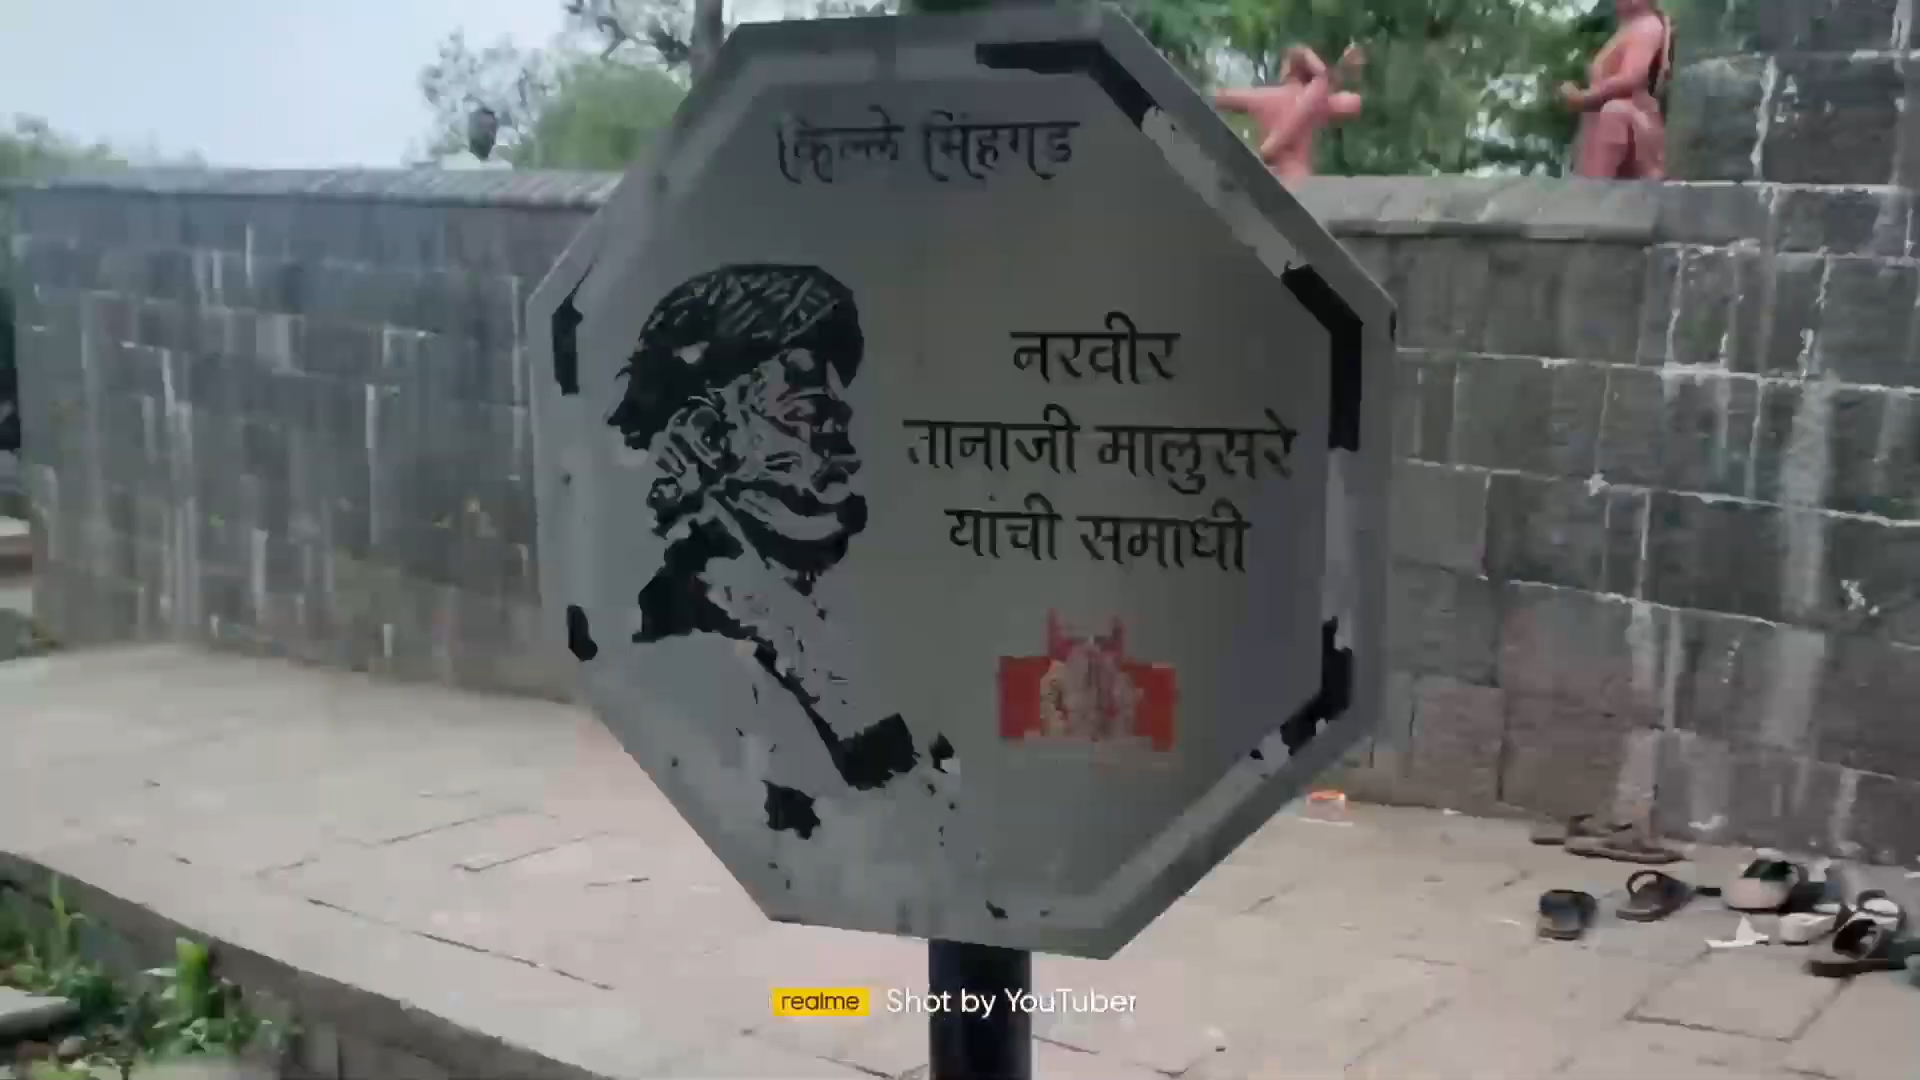 किल्ले सिंहगड
नरवीर
तानाजी मालुसरे
यांची समाधी
realme Shot by YouTuber